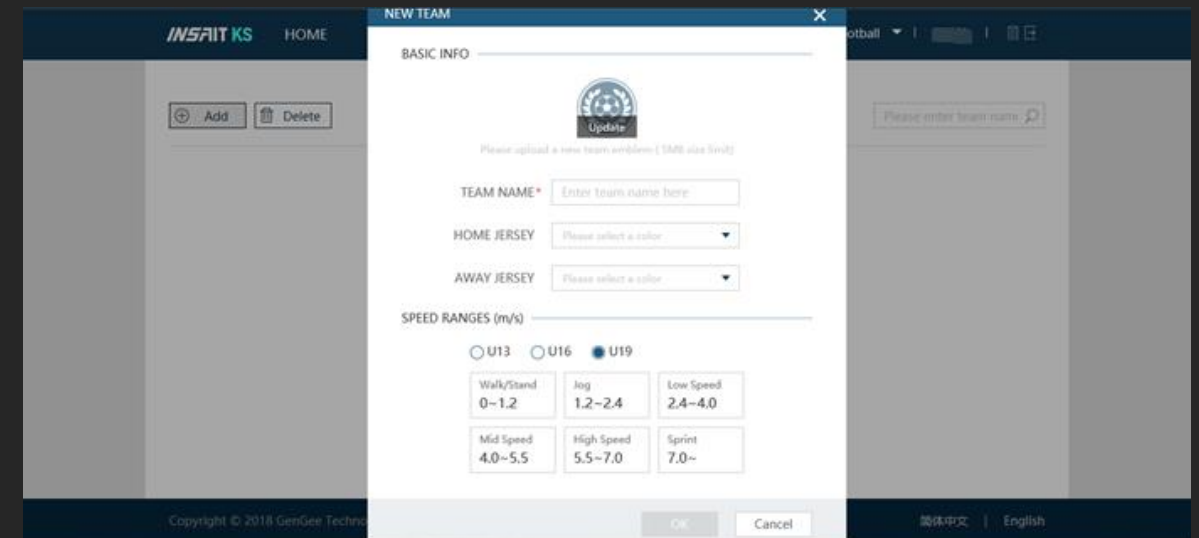 NEW TEAM
INSAIT KS HOME
otball
BASIC INFO
Add Delete
Please enter team name
Update
Please upload a new team emblem ( 5MB size limit)
TEAM NAME* Enter team name here
HOME JERSEY Please select a color
AWAY JERSEY Please select a color
SPEED RANGES (m/s)
U13 U16 U19
Walk/Stand Jog Low Speed
0~1.2 1.2~2.4 2.4~4.0
Mid Speed High Speed Sprint
4.0~5.5 5.5~7.0 7.0~
Copyright © 2018 GenGee Techno
OK Cancel
简体中文 | English